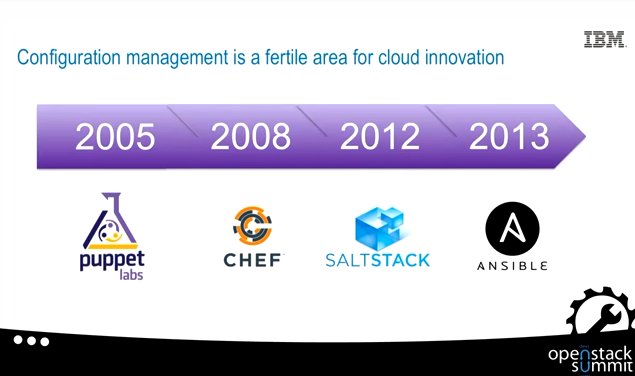 IBM
Configuration management is a fertile area for cloud innovation
2005 2008 2012 2013
puppet
labs
CHEF
SALTSTACK
ANSIBLE
openstack
summit